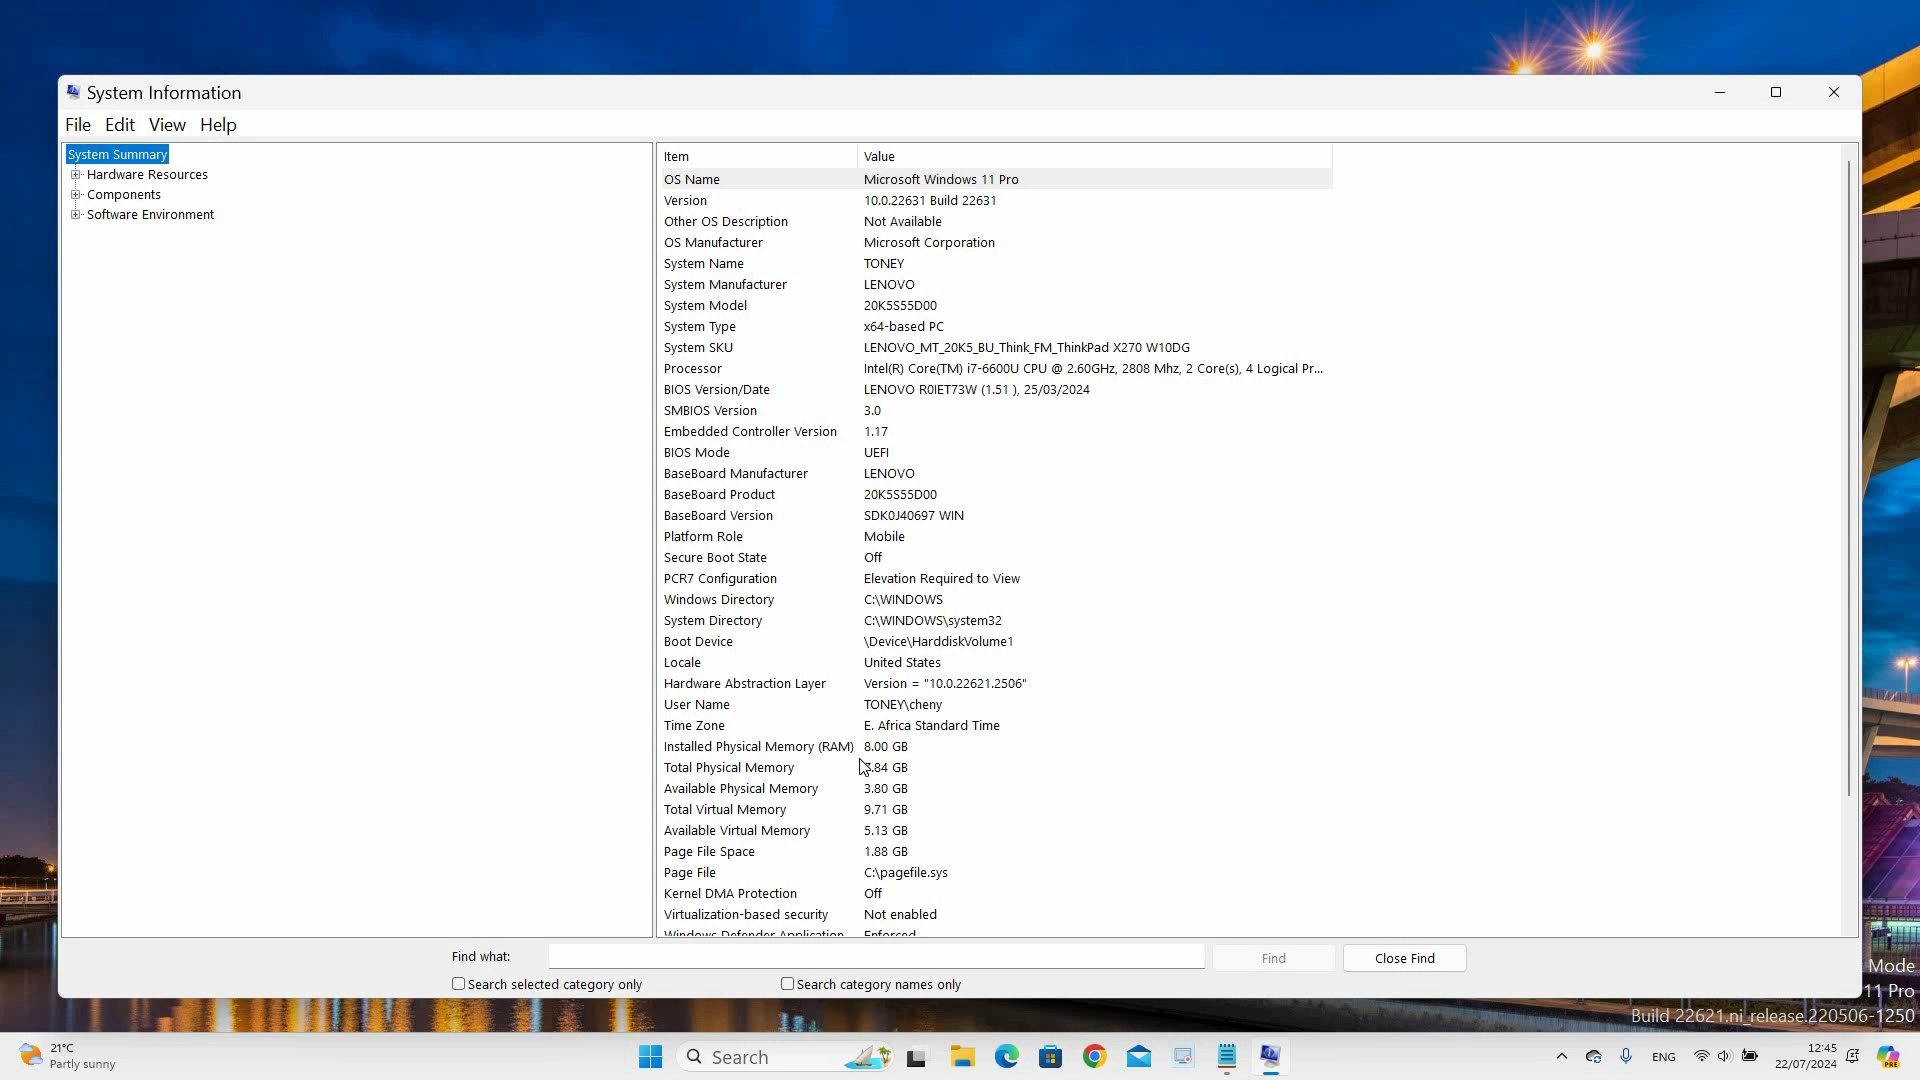 System Information
File Edit View Help
System Summary
Hardware Resources
Components
Software Environment
Item Value
OS Name Microsoft Windows 11 Pro
Version 10.0.22631 Build 22631
Other OS Description Not Available
OS Manufacturer Microsoft Corporation
System Name TONEY
System Manufacturer LENOVO
System Model 20K5S55D00
System Type x64-based PC
System SKU LENOVO_MT_20K5_BU_Think_FM_ThinkPad X270 W10DG
Processor Intel(R) Core(TM) i7-6600U CPU @ 2.60GHz, 2808 Mhz, 2 Core(s), 4 Logical Pr...
BIOS Version/Date LENOVO R0IET73W (1.51 ), 25/03/2024
SMBIOS Version 3.0
Embedded Controller Version 1.17
BIOS Mode UEFI
BaseBoard Manufacturer LENOVO
BaseBoard Product 20K5S55D00
BaseBoard Version SDK0J40697 WIN
Platform Role Mobile
Secure Boot State Off
PCR7 Configuration Elevation Required to View
Windows Directory C:\WINDOWS
System Directory C:\WINDOWS\system32
Boot Device \Device\HarddiskVolume1
Locale United States
Hardware Abstraction Layer Version = "10.0.22621.2506"
User Name TONEY\cheny
Time Zone E. Africa Standard Time
Installed Physical Memory (RAM) 8.00 GB
Total Physical Memory .84 GB
Available Physical Memory 3.80 GB
Total Virtual Memory 9.71 GB
Available Virtual Memory 5.13 GB
Page File Space 1.88 GB
Page File C:\pagefile.sys
Kernel DMA Protection Off
Virtualization-based security Not enabled
Windows Defender Application Enforced
Find what: Find Close Find
Search selected category only Search category names only
Mode
11 Pro
Build 22621.ni_release.220506-1250
21°C
Partly sunny
Search
ENG
12:45
22/07/2024
PRE